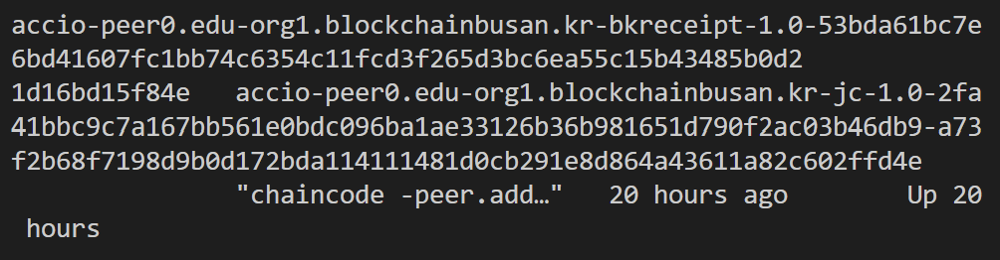 accio-peer0.edu-org1.blockchainbusan.kr-bkreceipt-1.0-53bda61bc7e
6bd41607fc1bb74c6354c11fcd3f265d3bc6ea55c15b43485b0d2
1d16bd15f84e   accio-peer0.edu-org1.blockchainbusan.kr-jc-1.0-2fa
41bbc9c7a167bb561e0bdc096ba1ae33126b36b981651d790f2ac03b46db9-a73
f2b68f7198d9b0d172bda114111481d0cb291e8d864a43611a82c602ffd4e
"chaincode -peer.add…"   20 hours ago        Up 20
hours